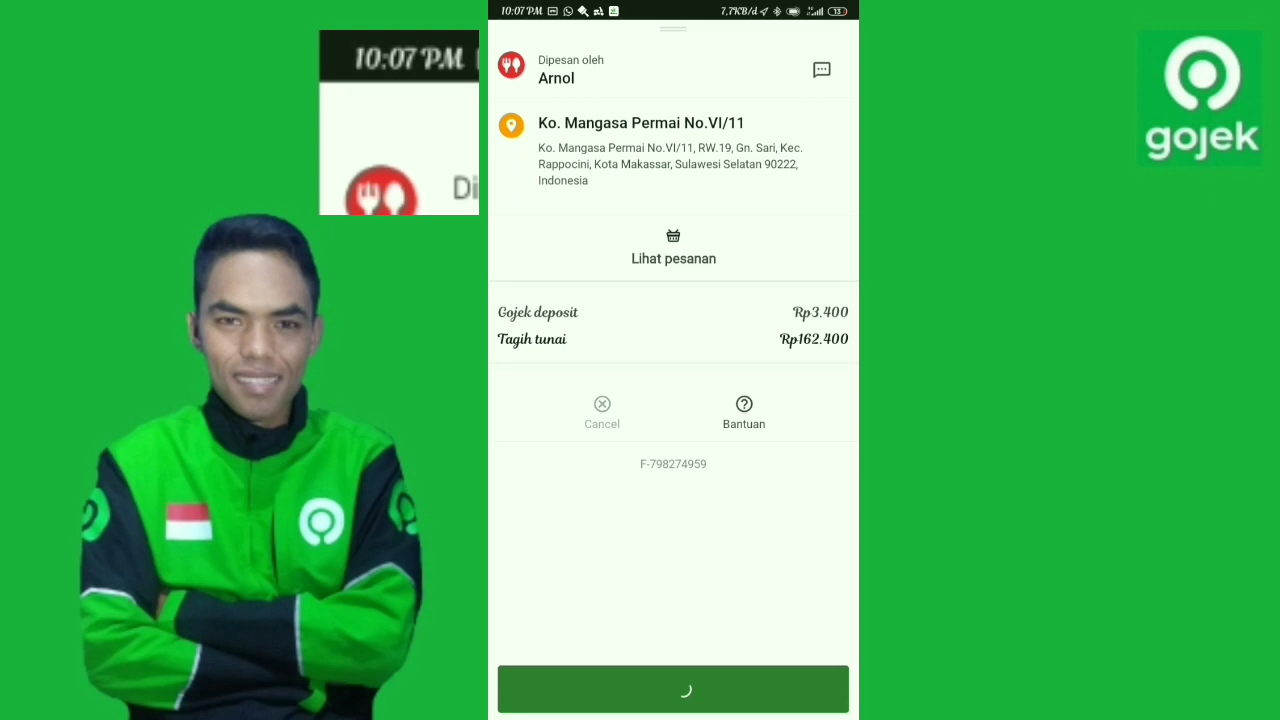 10:07 PM
Di
10:07 PM
7,7KB/d
13
Dipesan oleh
Arnol
Ko. Mangasa Permai No.VI/11
Ko. Mangasa Permai No.VI/11, RW.19, Gn. Sari, Kec.
Rappocini, Kota Makassar, Sulawesi Selatan 90222,
Indonesia
Lihat pesanan
Gojek deposit Rp3.400
Tagih tunai Rp162.400
Cancel Bantuan
F-798274959
gojek